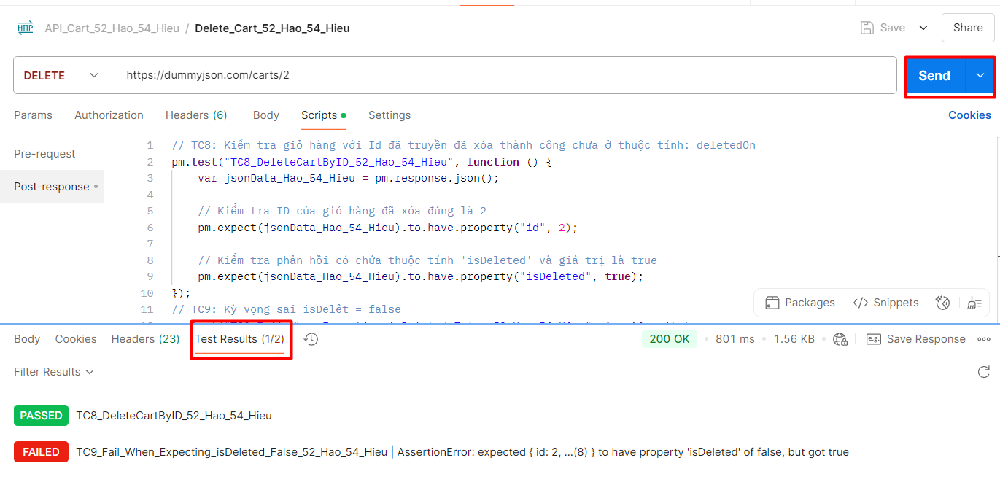 HTTP API_Cart_52_Hao_54_Hieu / Delete_Cart_52_Hao_54_Hieu Save Share
DELETE https://dummyjson.com/carts/2 Send
Params Authorization Headers (6) Body Scripts Settings Cookies
Pre-request
Post-response
1 // TC8: Kiểm tra giỏ hàng với Id đã truyền đã xóa thành công chưa ở thuộc tính: deletedOn
2 pm.test("TC8_DeleteCartByID_52_Hao_54_Hieu", function () {
3 var jsonData_Hao_54_Hieu = pm.response.json();
4
5 // Kiểm tra ID của giỏ hàng đã xóa đúng là 2
6 pm.expect(jsonData_Hao_54_Hieu).to.have.property("id", 2);
7
8 // Kiểm tra phản hồi có chứa thuộc tính 'isDeleted' và giá trị là true
9 pm.expect(jsonData_Hao_54_Hieu).to.have.property("isDeleted", true);
10 });
11 // TC9: Kỳ vọng sai isDelêt = false
Packages Snippets
Body Cookies Headers (23) Test Results (1/2) 200 OK 801 ms 1.56 KB e.g. Save Response
Filter Results
PASSED TC8_DeleteCartByID_52_Hao_54_Hieu
FAILED TC9_Fail_When_Expecting_isDeleted_False_52_Hao_54_Hieu | AssertionError: expected { id: 2, …(8) } to have property 'isDeleted' of false, but got true